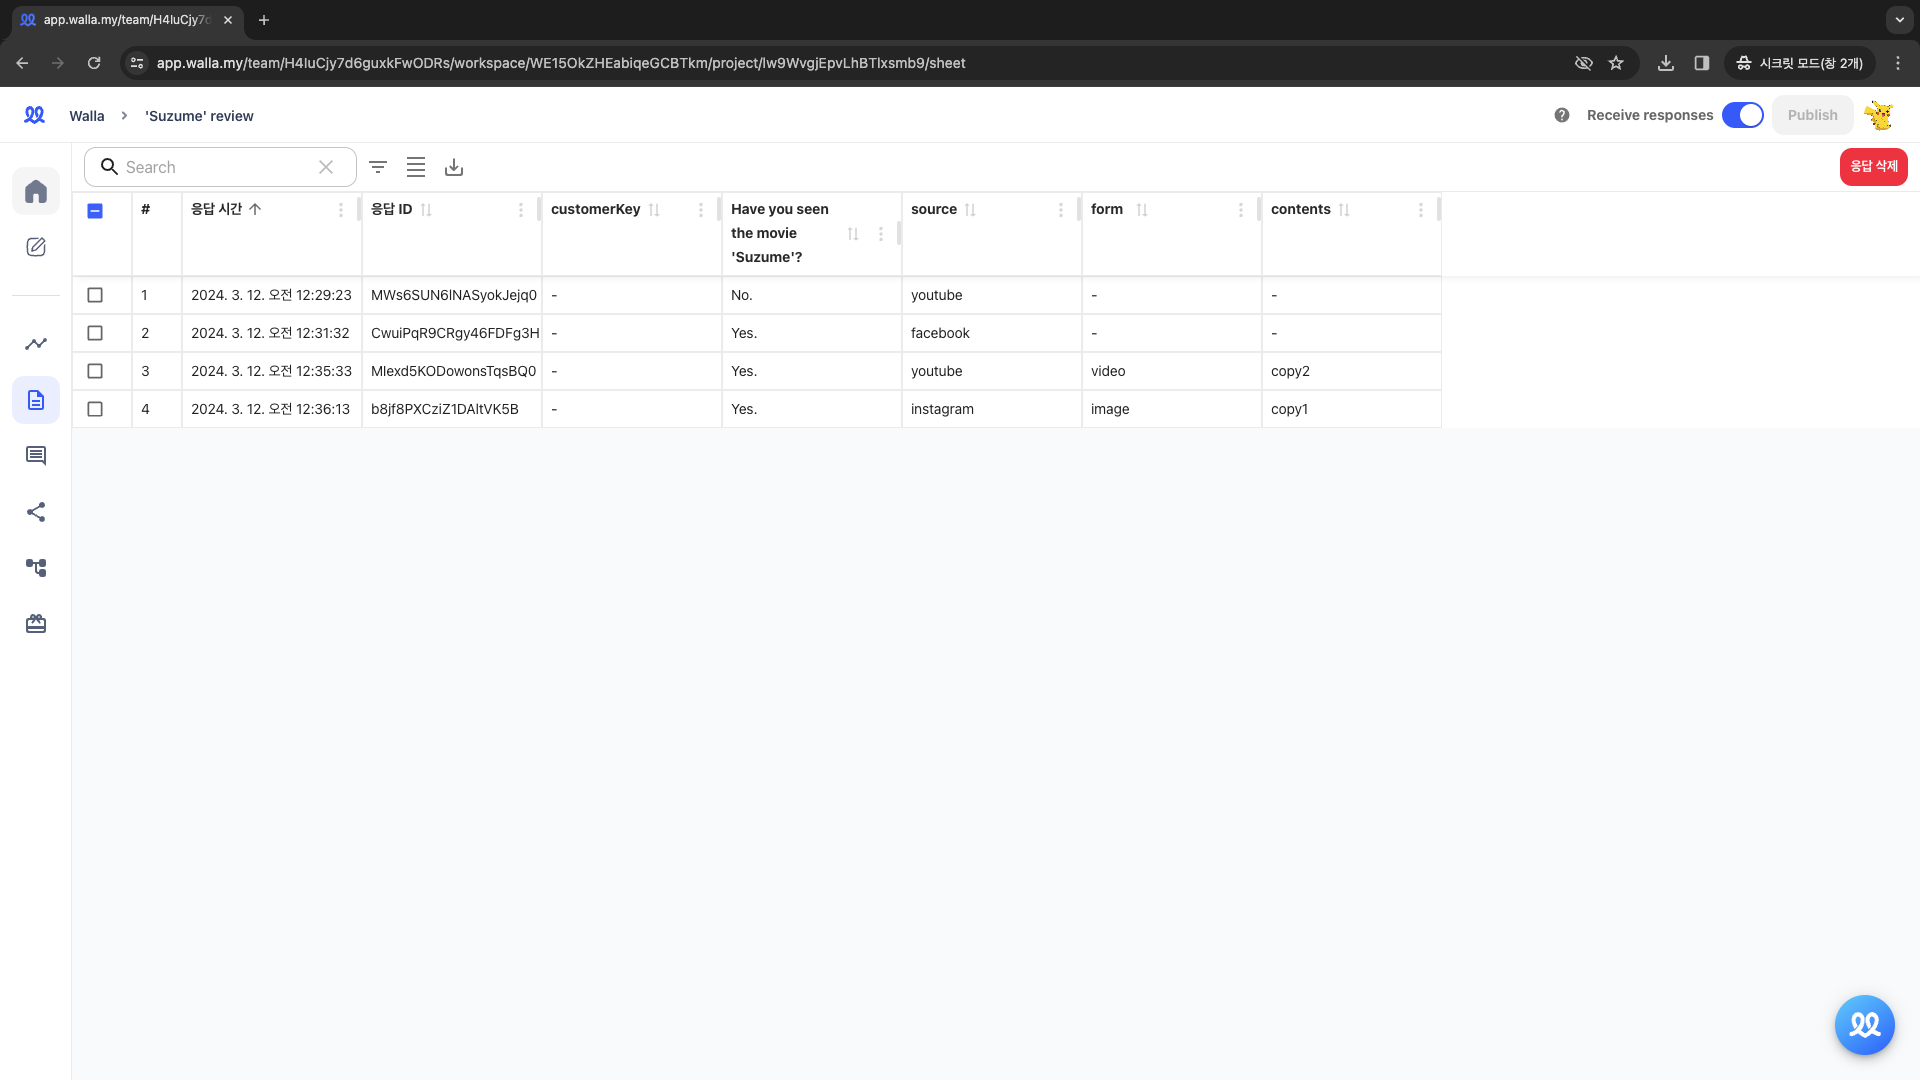 app.walla.my/team/H4IuCjy7d
app.walla.my/team/H4IuCjy7d6guxkFwODRs/workspace/WE15OkZHEabiqeGCBTkm/project/lw9WvgjEpvLhBTlxsmb9/sheet
시크릿 모드(창 2개)
Walla > 'Suzume' review
Receive responses
Publish
Search
응답 삭제
# 응답 시간 응답 ID customerKey Have you seen the movie 'Suzume'? source form contents
1 2024. 3. 12. 오전 12:29:23 MWs6SUN6lNASyokJejq0 - No. youtube - -
2 2024. 3. 12. 오전 12:31:32 CwuiPqR9CRgy46FDFg3H - Yes. facebook - -
3 2024. 3. 12. 오전 12:35:33 Mlexd5KODowonsTqsBQ0 - Yes. youtube video copy2
4 2024. 3. 12. 오전 12:36:13 b8jf8PXCziZ1DAltVK5B - Yes. instagram image copy1